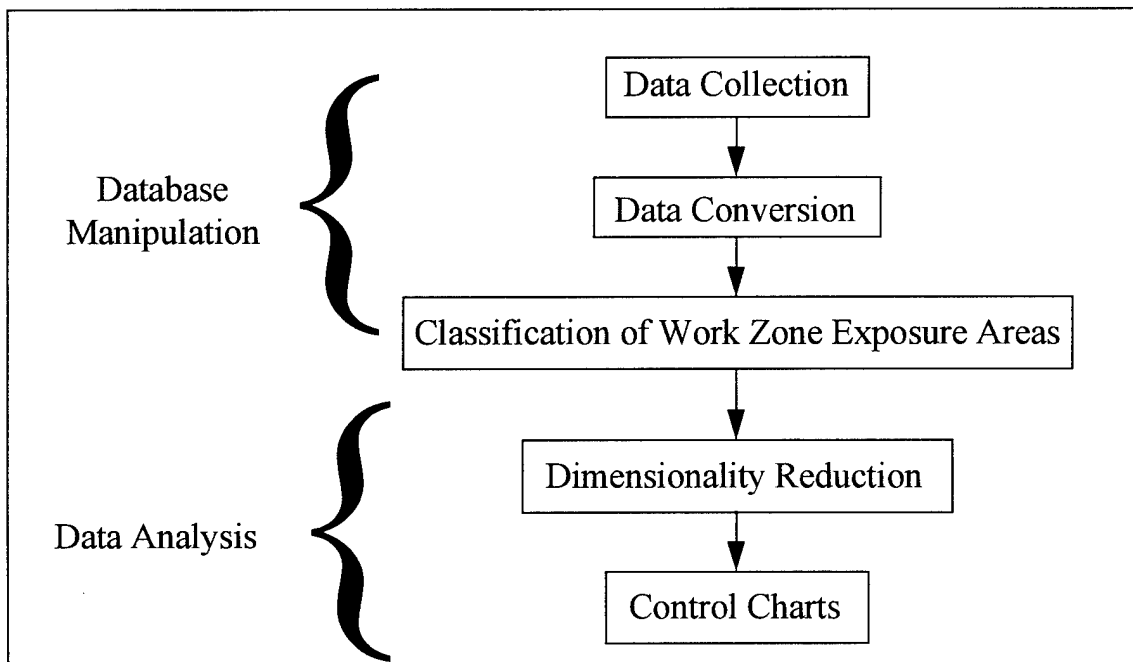 Data Collection
Database
Manipulation
Data Conversion
Classification of Work Zone Exposure Areas
Dimensionality Reduction
Data Analysis
Control Charts